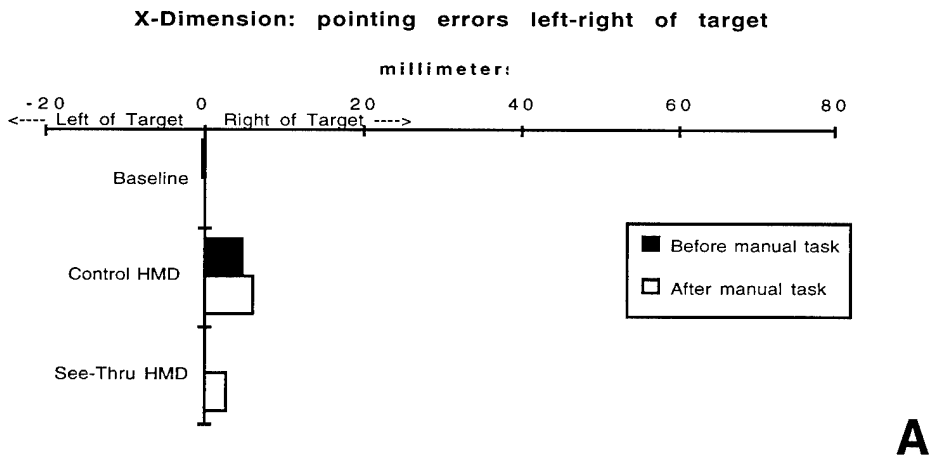 X-Dimension: pointing errors left-right of target
millimeters
-20 0 20 40 60 80
<---- Left of Target Right of Target ---->
Baseline
Control HMD
See-Thru HMD
Before manual task
After manual task
A